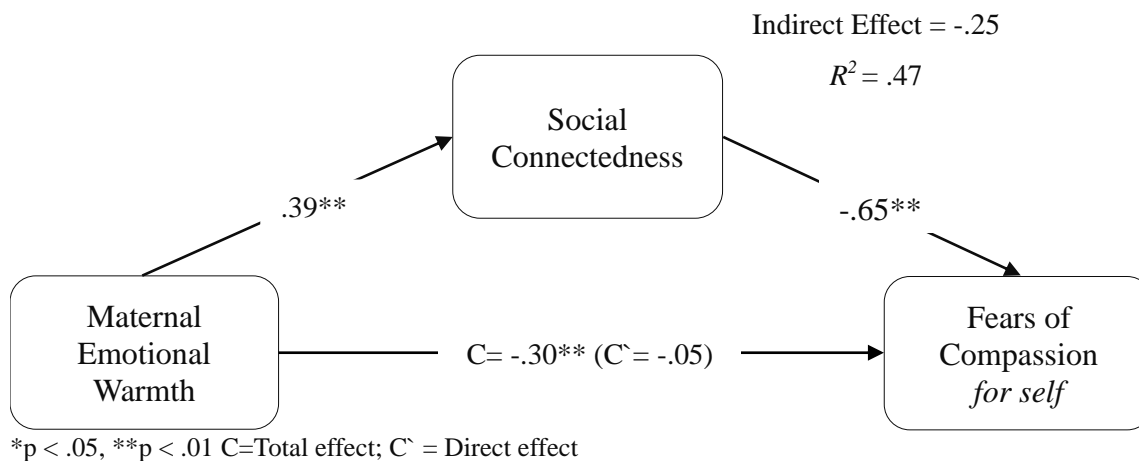 Indirect Effect = -.25
R² = .47
Social
Connectedness
.39**
-.65**
Maternal
Emotional
Warmth
C= -.30** (C`= -.05)
Fears of
Compassion
for self
*p < .05, **p < .01 C=Total effect; C` = Direct effect